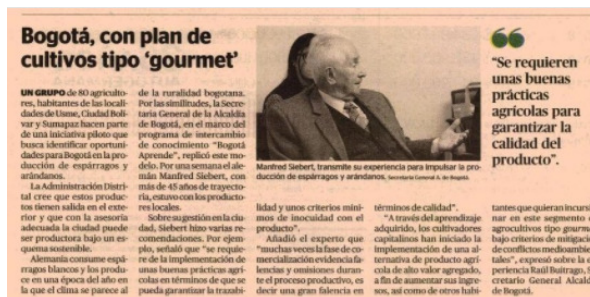 Bogotá, con plan de
cultivos tipo ‘gourmet’
UN GRUPO de 80 agriculto-
res, habitantes de las locali-
dades de Usme, Ciudad Bolí-
var y Sumapaz hacen parte
de una iniciativa piloto que
busca identificar oportuni-
dades para Bogotá en la pro-
ducción de espárragos y
arándanos.
La Administración Distri-
tal cree que estos produc-
tos tienen salida en el exte-
rior y que con la asesoría
adecuada la ciudad puede
ser productora bajo un es-
quema sostenible.
Alemania consume espá-
rragos blancos y los produ-
ce en una época del año en
la que el clima se parece al
de la ruralidad bogotana.
Por las similitudes, la Secre-
taría General de la Alcaldía
de Bogotá, en el marco del
programa de intercambio
de conocimiento "Bogotá
Aprende", replicó este mo-
delo. Por una semana el ale-
mán Manfred Siebert, con
más de 45 años de trayecto-
ria, estuvo con los producto-
res locales.
Sobre su gestión en la ciu-
dad, Siebert hizo varias re-
comendaciones. Por ejem-
plo, señaló que "se requie-
re de la implementación de
unas buenas prácticas agrí-
colas en términos de que se
pueda garantizar la trazabi-
Manfred Siebert, transmite su experiencia para impulsar la pro-
ducción de espárragos y arándanos. Secretaría General A. de Bogotá.
lidad y unos criterios míni-
mos de inocuidad con el
producto".
Añadió el experto que
"muchas veces la fase de co-
mercialización evidencia fa-
lencias y omisiones duran-
te el proceso productivo, es
decir una gran falencia en
términos de calidad".
"A través del aprendizaje
adquirido, los cultivadores
capitalinos han iniciado la
implementación de una al-
ternativa de producto agrí-
cola de alto valor agregado,
a fin de aumentar sus ingre-
sos, así como de otros habi-
“
"Se requieren
unas buenas
prácticas
agrícolas para
garantizar la
calidad del
producto".
tantes que quieran incursio-
nar en este segmento
agrocultivos tipo gourmet
bajo criterios de mitigación
de conflictos medioambien-
tales", expresó sobre la
periencia Raúl Buitrago,
cretario General Alcaldía
de Bogotá.